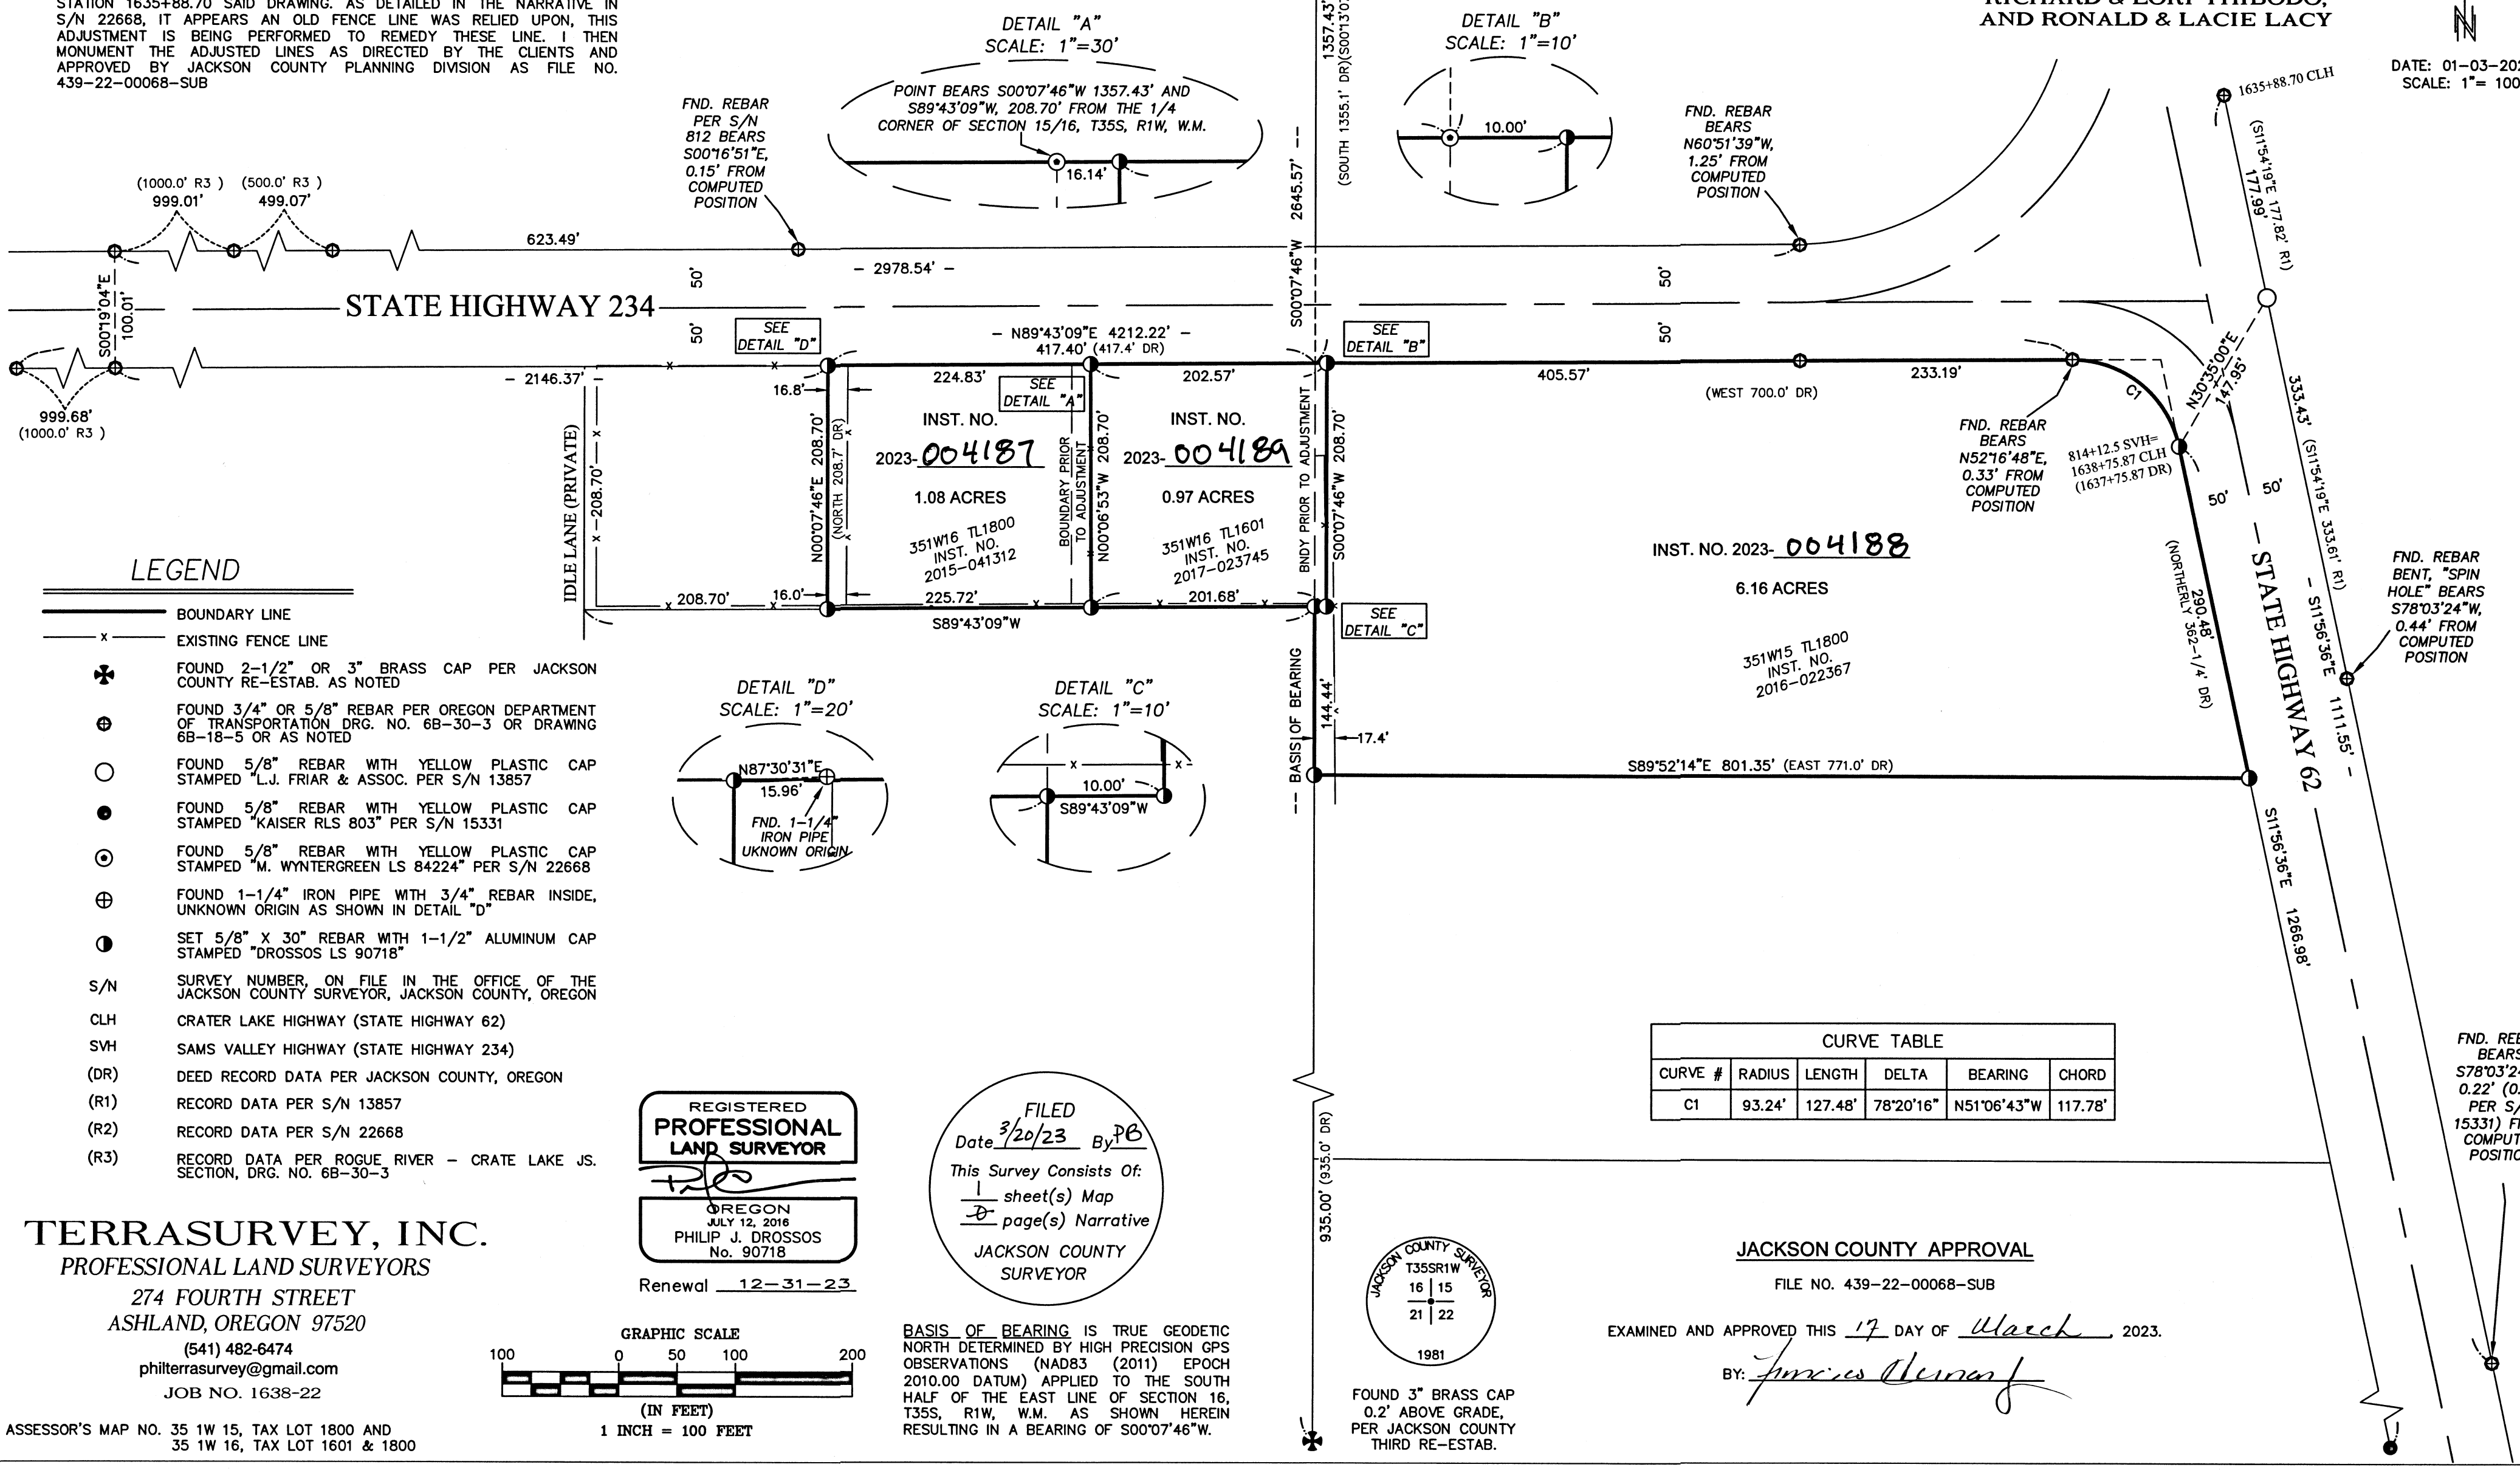 STATION 1635+88.70 SAID DRAWING. AS DETAILED IN THE NARRATIVE IN
S/N 22668, IT APPEARS AN OLD FENCE LINE WAS RELIED UPON, THIS
ADJUSTMENT IS BEING PERFORMED TO REMEDY THESE LINE. I THEN
MONUMENT THE ADJUSTED LINES AS DIRECTED BY THE CLIENTS AND
APPROVED BY JACKSON COUNTY PLANNING DIVISION AS FILE NO.
439-22-00068-SUB
DETAIL "A"
SCALE: 1"=30'
POINT BEARS S00°07'46"W 1357.43' AND
S89°43'09"W, 208.70' FROM THE 1/4
CORNER OF SECTION 15/16, T35S, R1W, W.M.
16.14'
DETAIL "B"
SCALE: 1"=10'
10.00'
AND RONALD & LACIE LACY
DATE: 01-03-202
SCALE: 1"= 100
FND. REBAR
PER S/N
812 BEARS
S00°16'51"E,
0.15' FROM
COMPUTED
POSITION
FND. REBAR
BEARS
N60°51'39"W,
1.25' FROM
COMPUTED
POSITION
1357.43'
(SOUTH 1355.1' DR)(S00°13'0
S00°07'46"W 2645.57' --
1635+88.70 CLH
(S11°54'19"E 177.82' R1)
177.99'
(1000.0' R3 )
999.01'
(500.0' R3 )
499.07'
623.49'
- 2978.54' -
50'
50'
S00°19'04"E
100.01'
STATE HIGHWAY 234
50'
50'
999.68'
(1000.0' R3 )
- 2146.37' -
SEE
DETAIL "D"
- N89°43'09"E 4212.22' -
417.40' (417.4' DR)
SEE
DETAIL "B"
224.83'
SEE
DETAIL "A"
202.57'
405.57'
(WEST 700.0' DR)
233.19'
C1
N30°35'00"E
147.95'
333.43' (S11°54'19"E 333.61' R1)
16.8'
IDLE LANE (PRIVATE)
x-208.70'-x
N00°07'46"E 208.70'
(NORTH 208.7' DR)
INST. NO.
2023-004187
1.08 ACRES
351W16 TL1800
INST. NO.
2015-041312
BOUNDARY PRIOR
TO ADJUSTMENT
N00°06'53"W 208.70'
INST. NO.
2023-004189
0.97 ACRES
351W16 TL1601
INST. NO.
2017-023745
BNDY PRIOR TO ADJUSTMENT
S00°07'46"W 208.70'
FND. REBAR
BEARS
N52°16'48"E,
0.33' FROM
COMPUTED
POSITION
814+12.5 SVH=
1638+75.87 CLH
(1637+75.87 DR)
50'
50'
INST. NO. 2023-004188
6.16 ACRES
351W15 TL1800
INST. NO.
2016-022367
(NORTHERLY 362-1/4' DR)
290.48'
STATE HIGHWAY 62
- S11°56'36"E 1111.55' -
FND. REBAR
BENT, "SPIN
HOLE" BEARS
S78°03'24"W,
0.44' FROM
COMPUTED
POSITION
208.70'
16.0'
225.72'
201.68'
S89°43'09"W
SEE
DETAIL "C"
-- BASIS OF BEARING
144.44'
17.4'
S89°52'14"E 801.35' (EAST 771.0' DR)
S11°56'36"E 1266.98'
DETAIL "D"
SCALE: 1"=20'
N87°30'31"E
15.96'
FND. 1-1/4"
IRON PIPE
UKNOWN ORIGIN
DETAIL "C"
SCALE: 1"=10'
10.00'
S89°43'09"W
LEGEND
BOUNDARY LINE
EXISTING FENCE LINE
FOUND 2-1/2" OR 3" BRASS CAP PER JACKSON
COUNTY RE-ESTAB. AS NOTED
FOUND 3/4" OR 5/8" REBAR PER OREGON DEPARTMENT
OF TRANSPORTATION DRG. NO. 6B-30-3 OR DRAWING
6B-18-5 OR AS NOTED
FOUND 5/8" REBAR WITH YELLOW PLASTIC CAP
STAMPED "L.J. FRIAR & ASSOC. PER S/N 13857
FOUND 5/8" REBAR WITH YELLOW PLASTIC CAP
STAMPED "KAISER RLS 803" PER S/N 15331
FOUND 5/8" REBAR WITH YELLOW PLASTIC CAP
STAMPED "M. WYNTERGREEN LS 84224" PER S/N 22668
FOUND 1-1/4" IRON PIPE WITH 3/4" REBAR INSIDE,
UNKNOWN ORIGIN AS SHOWN IN DETAIL "D"
SET 5/8" X 30" REBAR WITH 1-1/2" ALUMINUM CAP
STAMPED "DROSSOS LS 90718"
S/N SURVEY NUMBER, ON FILE IN THE OFFICE OF THE
JACKSON COUNTY SURVEYOR, JACKSON COUNTY, OREGON
CLH CRATER LAKE HIGHWAY (STATE HIGHWAY 62)
SVH SAMS VALLEY HIGHWAY (STATE HIGHWAY 234)
(DR) DEED RECORD DATA PER JACKSON COUNTY, OREGON
(R1) RECORD DATA PER S/N 13857
(R2) RECORD DATA PER S/N 22668
(R3) RECORD DATA PER ROGUE RIVER - CRATE LAKE JS.
SECTION, DRG. NO. 6B-30-3
TERRASURVEY, INC.
PROFESSIONAL LAND SURVEYORS
274 FOURTH STREET
ASHLAND, OREGON 97520
(541) 482-6474
philterrasurvey@gmail.com
JOB NO. 1638-22
ASSESSOR'S MAP NO. 35 1W 15, TAX LOT 1800 AND
35 1W 16, TAX LOT 1601 & 1800
REGISTERED
PROFESSIONAL
LAND SURVEYOR
OREGON
JULY 12, 2016
PHILIP J. DROSSOS
No. 90718
Renewal 12-31-23
GRAPHIC SCALE
100 0 50 100 200
(IN FEET)
1 INCH = 100 FEET
FILED
Date 3/20/23 By PB
This Survey Consists Of:
1 sheet(s) Map
0 page(s) Narrative
JACKSON COUNTY
SURVEYOR
BASIS OF BEARING IS TRUE GEODETIC
NORTH DETERMINED BY HIGH PRECISION GPS
OBSERVATIONS (NAD83 (2011) EPOCH
2010.00 DATUM) APPLIED TO THE SOUTH
HALF OF THE EAST LINE OF SECTION 16,
T35S, R1W, W.M. AS SHOWN HEREIN
RESULTING IN A BEARING OF S00°07'46"W.
935.00' (935.0' DR)
JACKSON COUNTY SURVEYOR
T35SR1W
16 15
21 22
1981
FOUND 3" BRASS CAP
0.2' ABOVE GRADE,
PER JACKSON COUNTY
THIRD RE-ESTAB.
CURVE TABLE
CURVE # RADIUS LENGTH DELTA BEARING CHORD
C1 93.24' 127.48' 78°20'16" N51°06'43"W 117.78'
JACKSON COUNTY APPROVAL
FILE NO. 439-22-00068-SUB
EXAMINED AND APPROVED THIS 17 DAY OF March, 2023.
BY:
FND. RE
BEARS
S78°03'24
0.22' (0.
PER S/
15331) F
COMPUT
POSITIO